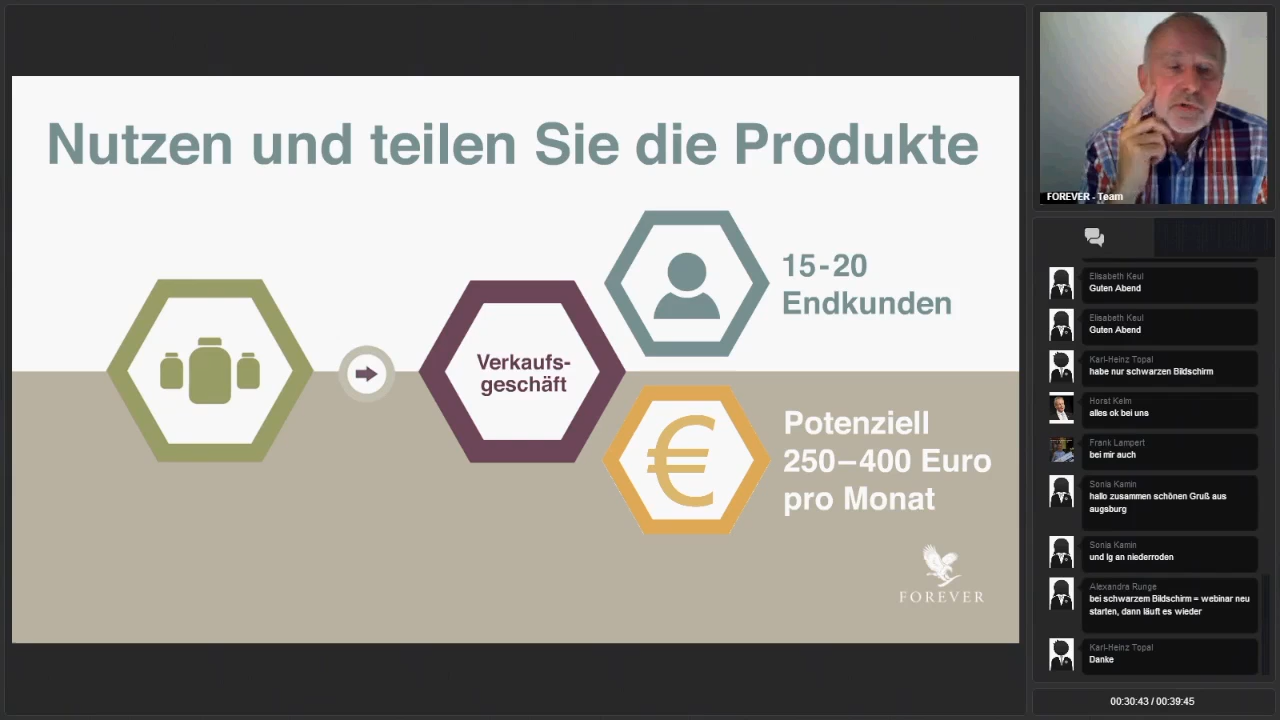 Nutzen und teilen Sie die Produkte
Verkaufs-
geschäft
15-20
Endkunden
Potenziell
250–400 Euro
pro Monat
FOREVER
FOREVER - Team
Elisabeth Keul
Guten Abend
Elisabeth Keul
Guten Abend
Karl-Heinz Topal
habe nur schwarzen Bildschirm
Horst Kelm
alles ok bei uns
Frank Lampert
bei mir auch
Sonia Kamin
hallo zusammen schönen Gruß aus
augsburg
Sonia Kamin
und lg an niederroden
Alexandra Runge
bei schwarzem Bildschirm = webinar neu
starten, dann läuft es wieder
Karl-Heinz Topal
Danke
00:30:43 / 00:39:45